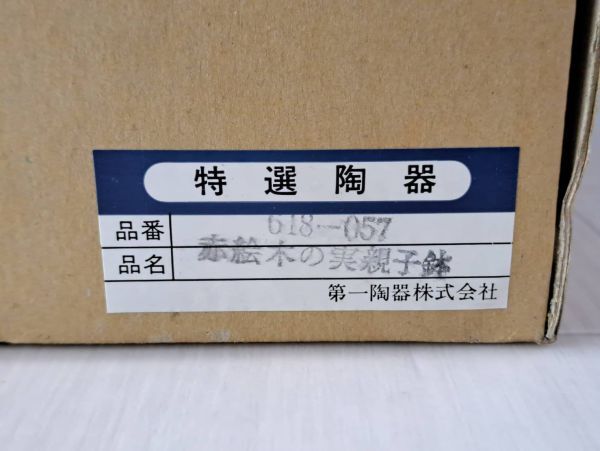 特選陶器
品番 618-057
品名 赤絵木の実親子鉢
第一陶器株式会社